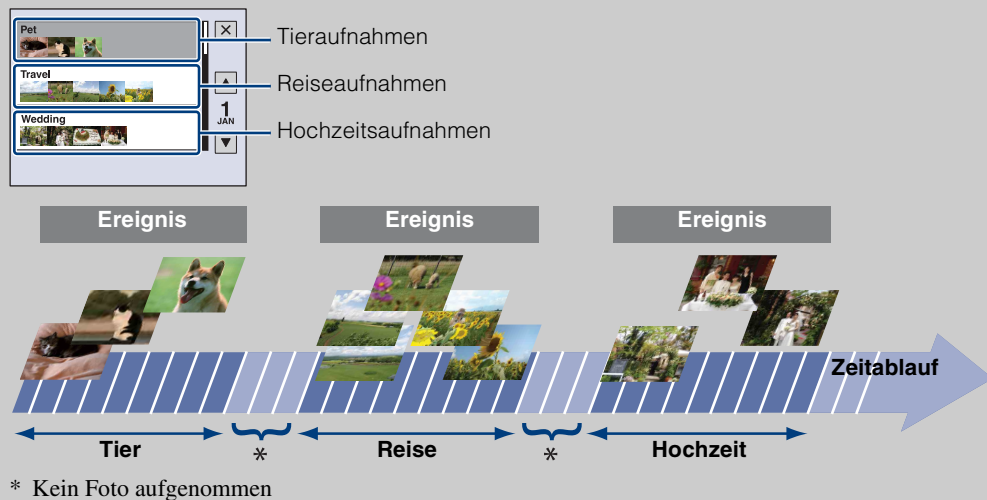 Pet
Tieraufnahmen
Travel
Reiseaufnahmen
1
JAN
Wedding
Hochzeitsaufnahmen
Ereignis Ereignis Ereignis
Zeitablauf
Tier * Reise * Hochzeit
* Kein Foto aufgenommen